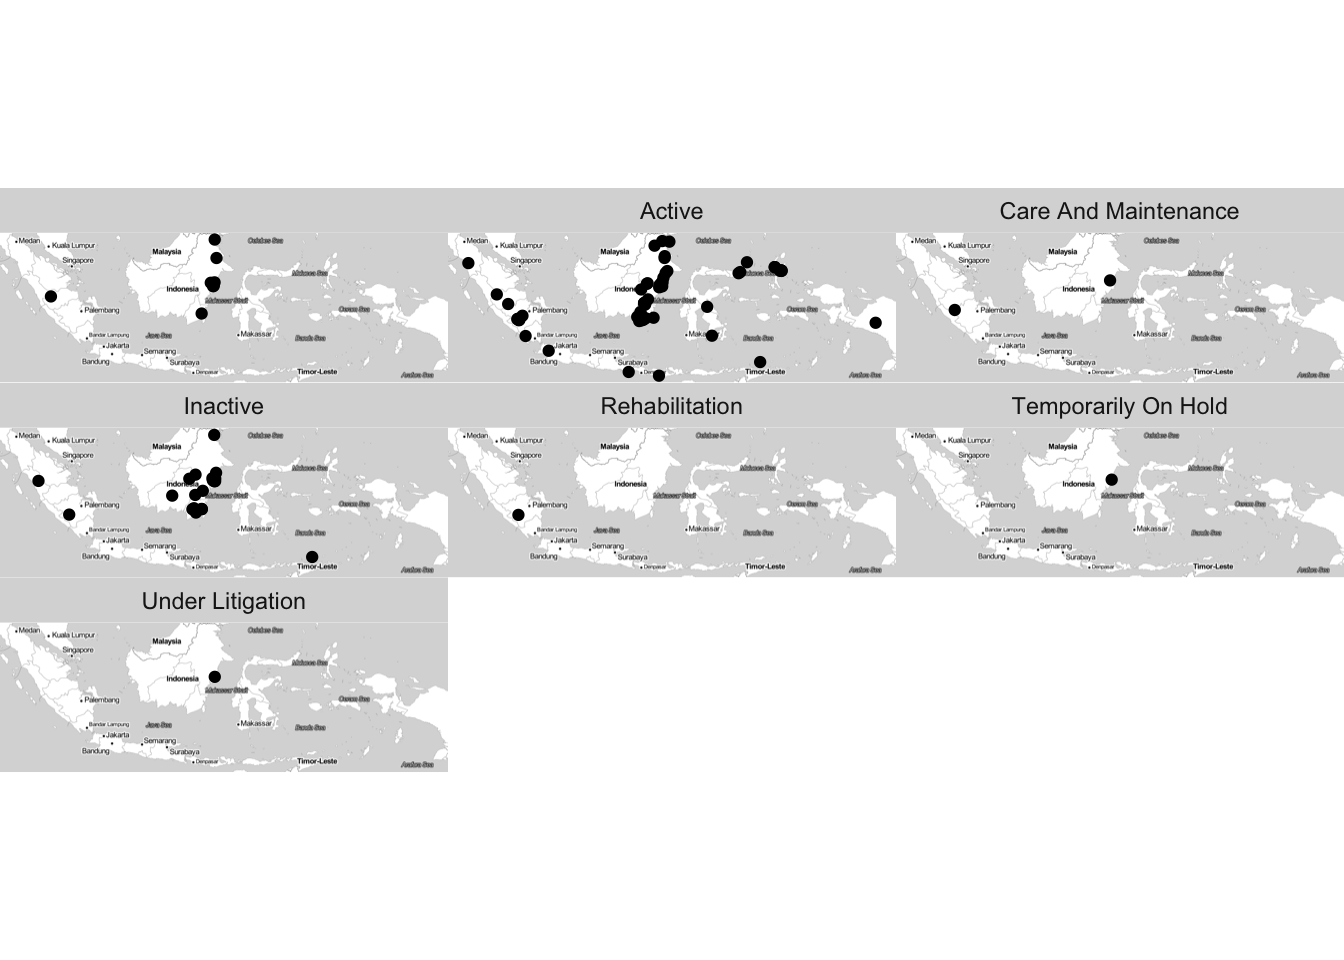 Active
Care And Maintenance
Medan
Kuala Lumpur
Singapore
Malaysia
Celebes Sea
Molucca Sea
Indonesia
Makassar Strait
Palembang
Ceram Sea
Bandar Lampung
Java Sea
Makassar
Banda Sea
Jakarta
Semarang
Bandung
Surabaya
Denpasar
Timor-Leste
Arafura Sea
Medan
Kuala Lumpur
Singapore
Malaysia
Celebes Sea
Palembang
Ceram Sea
Makassar Strait
Bandar Lampung
Java Sea
Banda Sea
Jakarta
Semarang
Bandung
Surabaya
Timor-Leste
Arafura Sea
Medan
Kuala Lumpur
Singapore
Malaysia
Celebes Sea
Molucca Sea
Indonesia
Makassar Strait
Palembang
Ceram Sea
Bandar Lampung
Java Sea
Makassar
Banda Sea
Jakarta
Semarang
Bandung
Surabaya
Denpasar
Timor-Leste
Arafura Sea
Inactive
Rehabilitation
Temporarily On Hold
Medan
Kuala Lumpur
Singapore
Malaysia
Celebes Sea
Molucca Sea
Indonesia
Makassar Strait
Palembang
Ceram Sea
Bandar Lampung
Java Sea
Makassar
Banda Sea
Jakarta
Semarang
Bandung
Surabaya
Denpasar
Timor-Leste
Arafura Sea
Medan
Kuala Lumpur
Singapore
Malaysia
Celebes Sea
Molucca Sea
Indonesia
Makassar Strait
Palembang
Ceram Sea
Bandar Lampung
Java Sea
Makassar
Banda Sea
Jakarta
Semarang
Bandung
Surabaya
Denpasar
Timor-Leste
Arafura Sea
Medan
Kuala Lumpur
Singapore
Malaysia
Celebes Sea
Molucca Sea
Indonesia
Makassar Strait
Palembang
Ceram Sea
Bandar Lampung
Java Sea
Makassar
Banda Sea
Jakarta
Semarang
Bandung
Surabaya
Denpasar
Timor-Leste
Arafura Sea
Under Litigation
Medan
Kuala Lumpur
Singapore
Malaysia
Celebes Sea
Molucca Sea
Indonesia
Makassar Strait
Palembang
Ceram Sea
Bandar Lampung
Java Sea
Makassar
Banda Sea
Jakarta
Semarang
Bandung
Surabaya
Denpasar
Timor-Leste
Arafura Sea